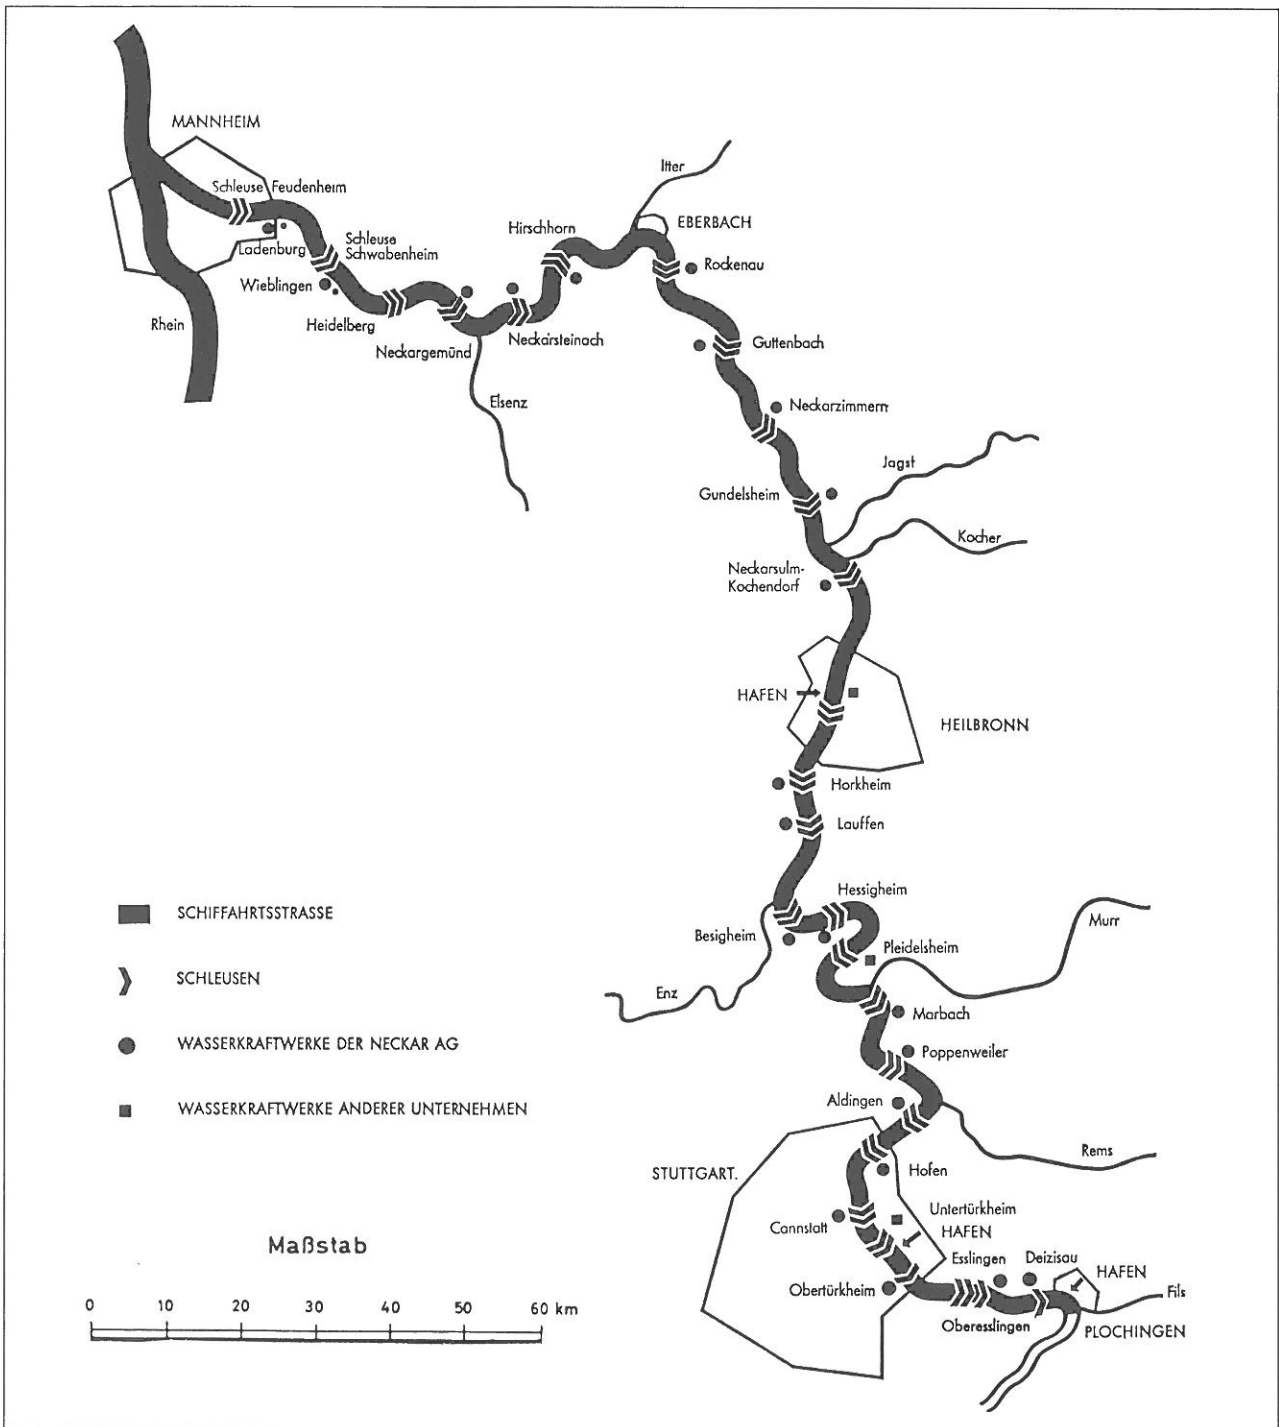 MANNHEIM
Schleuse Feudenheim
Ladenburg
Schleuse
Schwabenheim
Wieblingen
Heidelberg
Rhein
Neckargemünd
Elsenz
Neckarsteinach
Hirschhorn
Itter
EBERBACH
Rockenau
Guttenbach
Neckarzimmern
Jagst
Gundelsheim
Kocher
Neckarsulm-
Kochendorf
HAFEN
HEILBRONN
Horkheim
Lauffen
Hessigheim
Besigheim
Pleidelsheim
Murr
Enz
Marbach
Poppenweiler
Aldingen
Rems
STUTTGART.
Hofen
Cannstatt
Untertürkheim
HAFEN
Esslingen
Deizisau
HAFEN
Obertürkheim
Fils
Oberesslingen
PLOCHINGEN
SCHIFFAHRTSSTRASSE
SCHLEUSEN
WASSERKRAFTWERKE DER NECKAR AG
WASSERKRAFTWERKE ANDERER UNTERNEHMEN
Maßstab
0 10 20 30 40 50 60 km